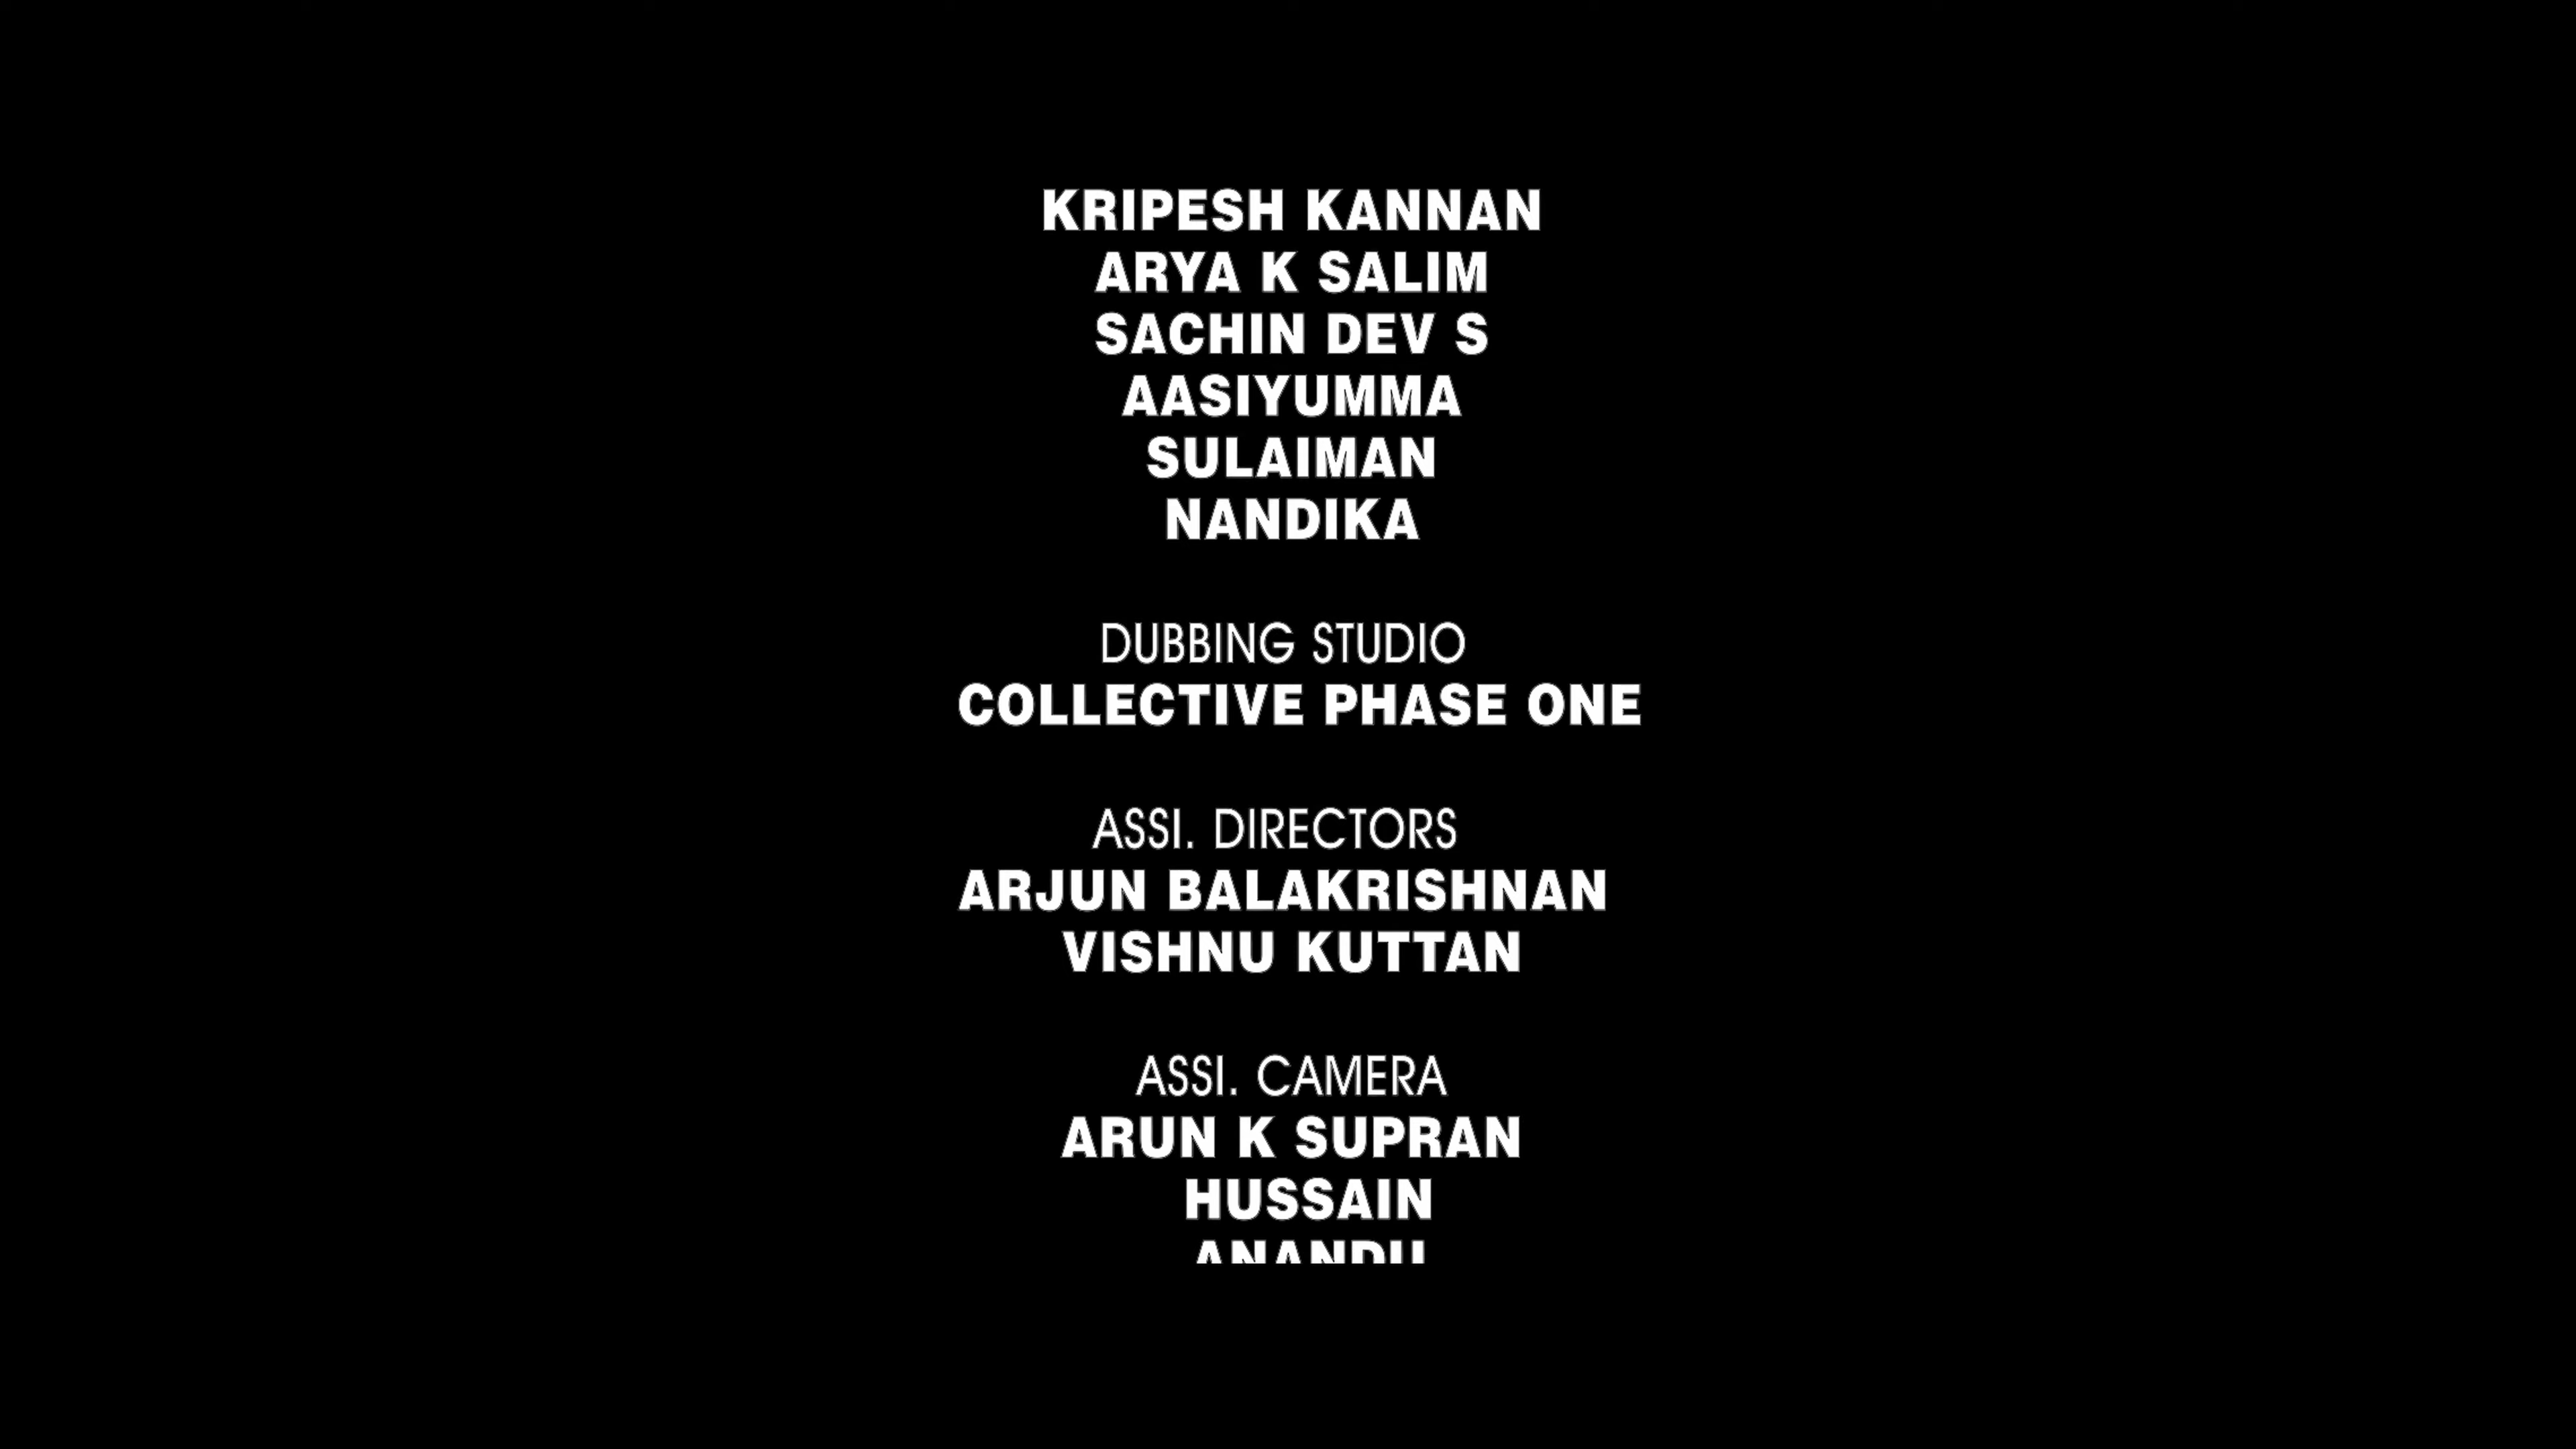 KRIPESH KANNAN
ARYA K SALIM
SACHIN DEV S
AASIYUMMA
SULAIMAN
NANDIKA
DUBBING STUDIO
COLLECTIVE PHASE ONE
ASSI. DIRECTORS
ARJUN BALAKRISHNAN
VISHNU KUTTAN
ASSI. CAMERA
ARUN K SUPRAN
HUSSAIN